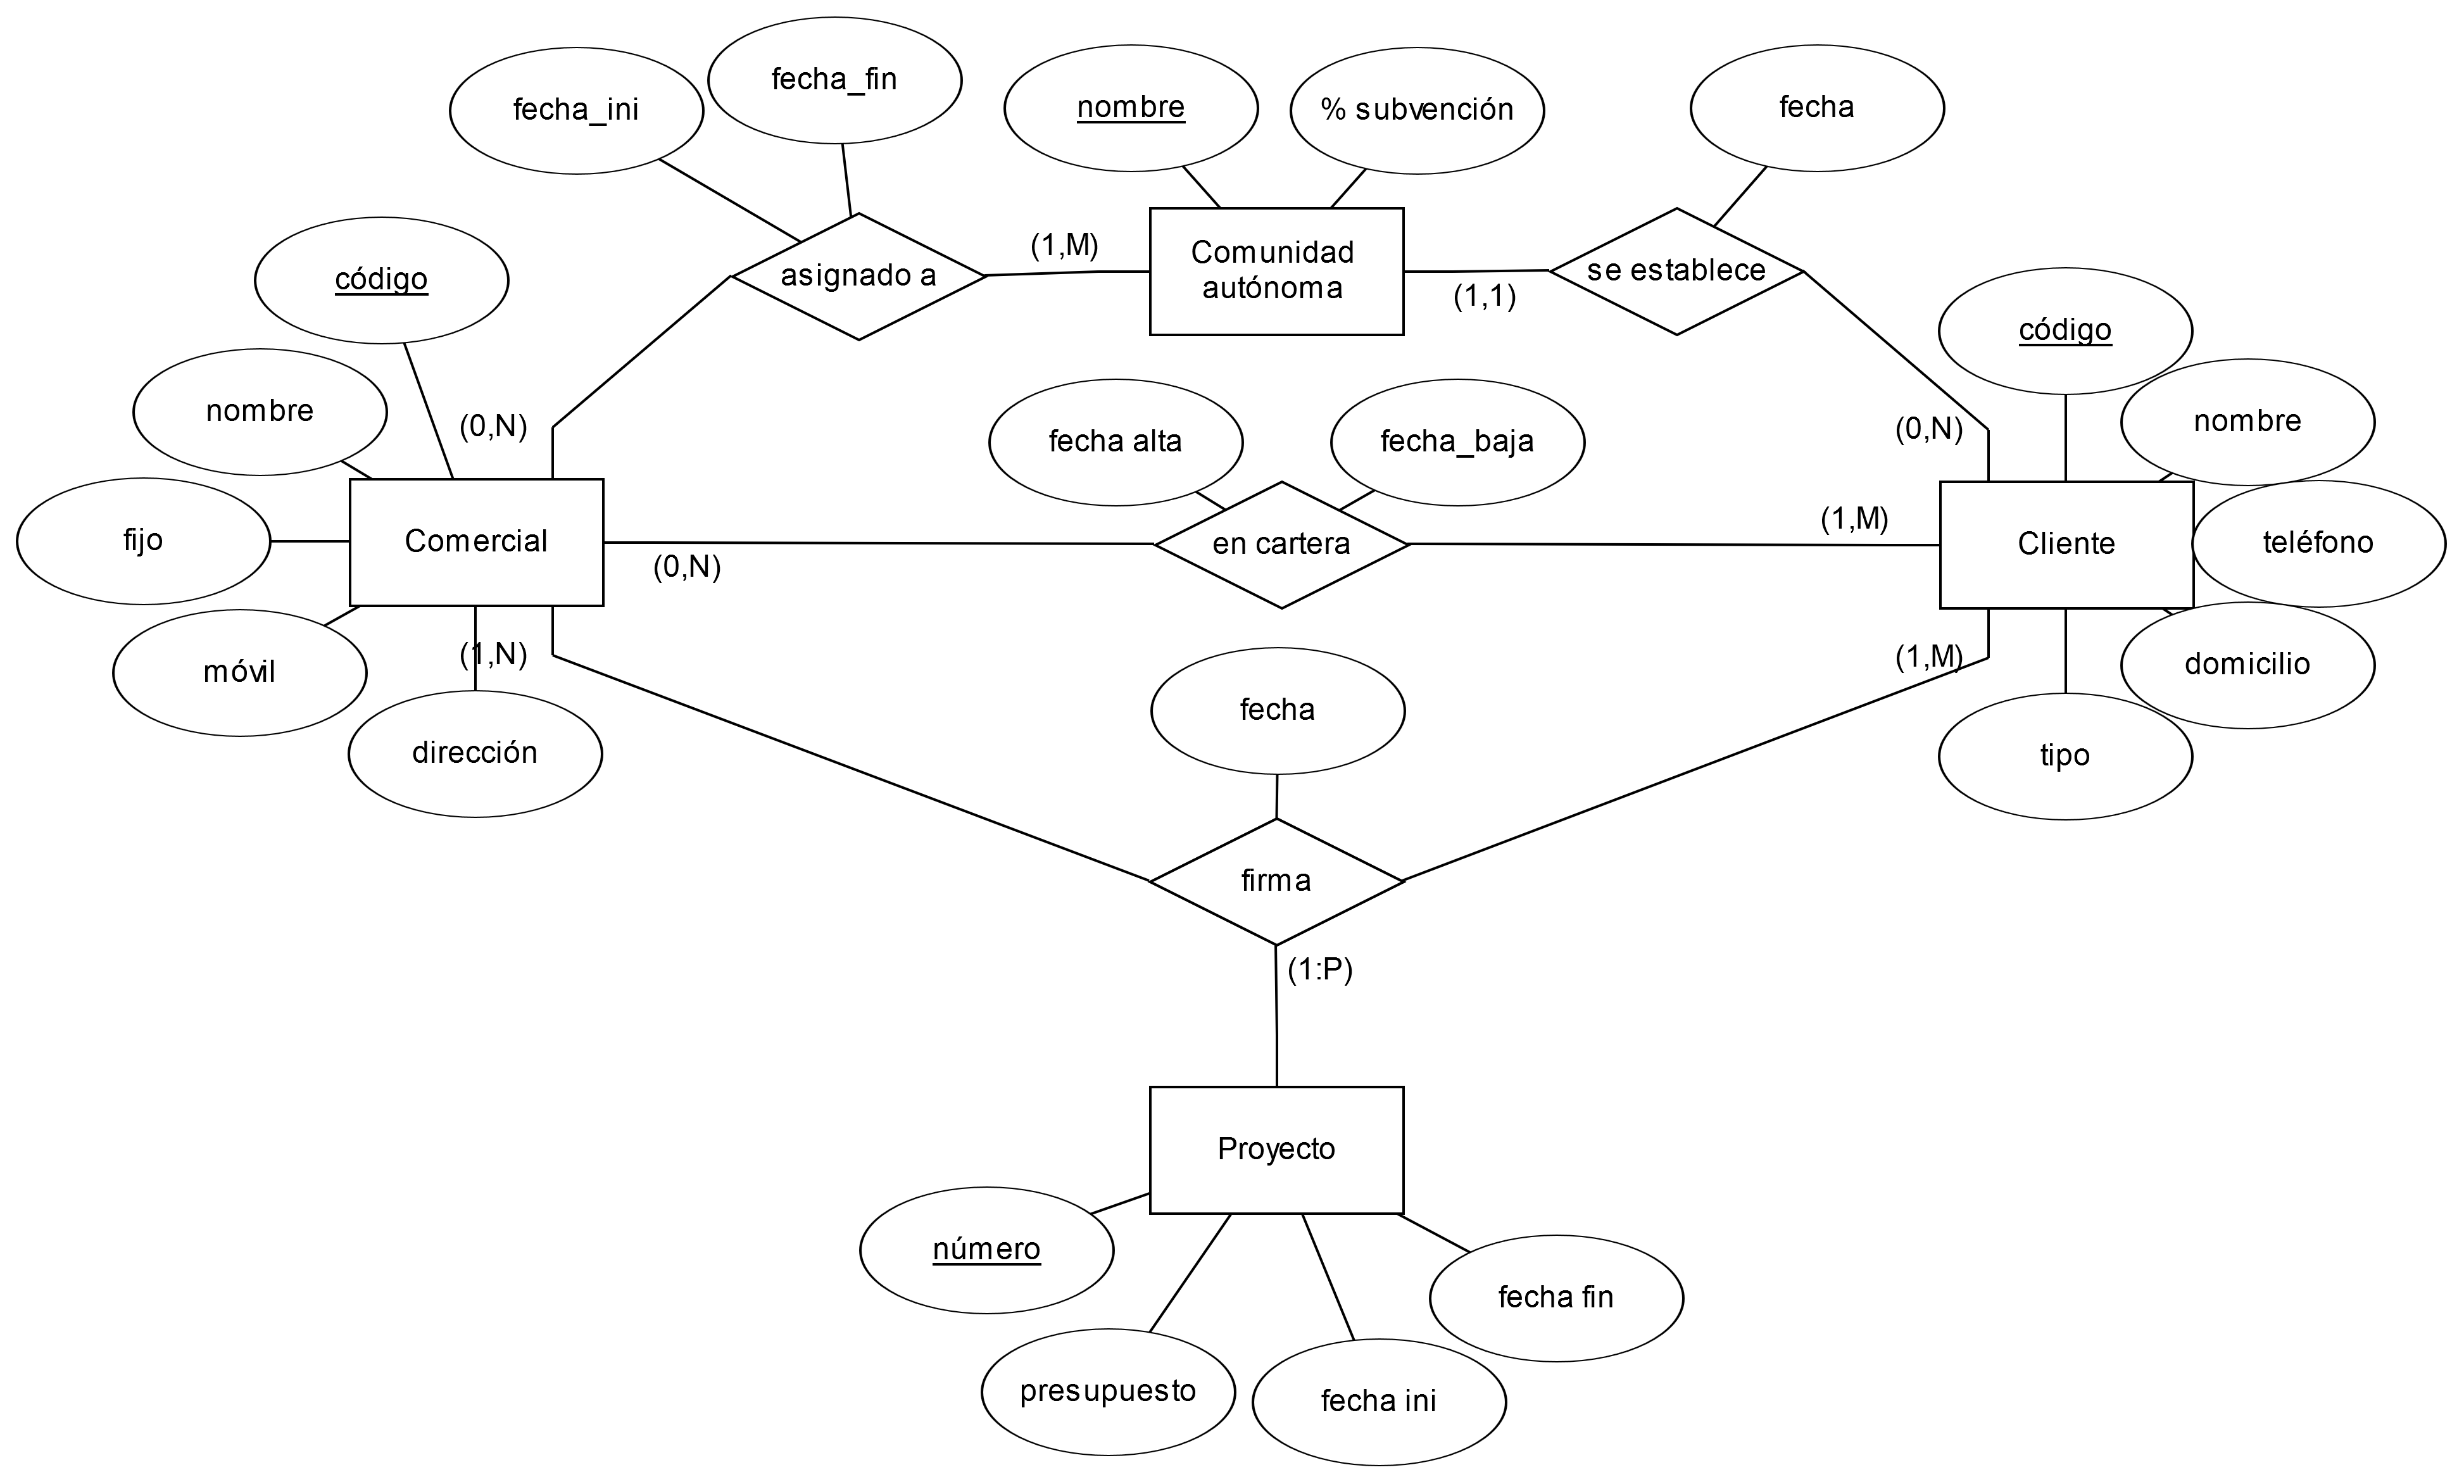 fecha_fin
fecha_ini
nombre
% subvención
fecha
(1,M)
Comunidad
autónoma
asignado a
se establece
código
(1,1)
código
nombre
(0,N)
(0,N)
nombre
fecha alta
fecha_baja
fijo
Comercial
(0,N)
en cartera
(1,M)
Cliente
teléfono
móvil
(1,N)
(1,M)
domicilio
dirección
fecha
tipo
firma
(1:P)
Proyecto
número
fecha fin
presupuesto
fecha ini